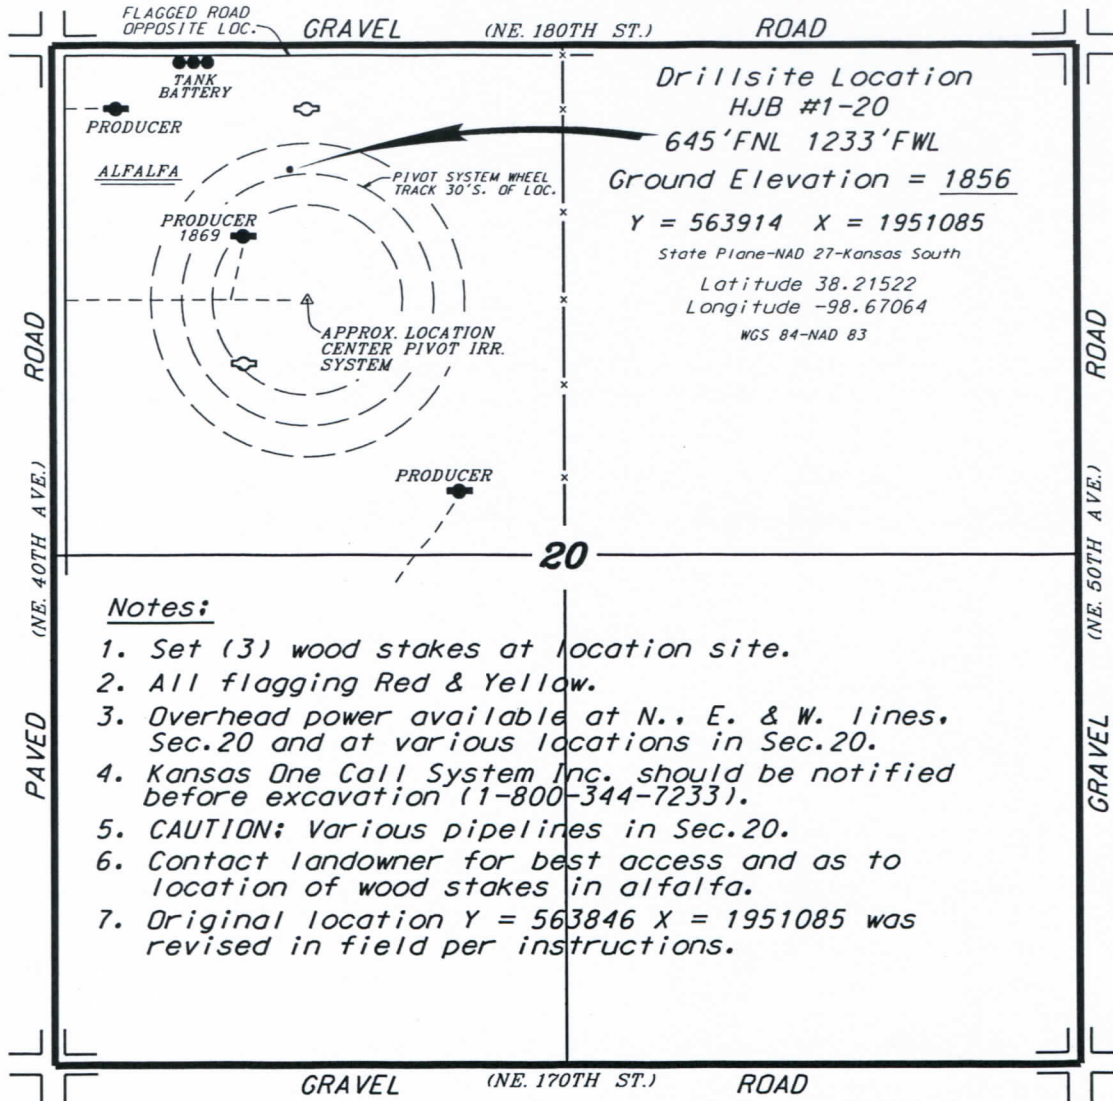 FLAGGED ROAD
OPPOSITE LOC.
GRAVEL (NE. 180TH ST.) ROAD
TANK
BATTERY
PRODUCER
ALFALFA
PIVOT SYSTEM WHEEL
TRACK 30'S. OF LOC.
PRODUCER
1869
APPROX. LOCATION
CENTER PIVOT IRR.
SYSTEM
PRODUCER
Drillsite Location
HJB #1-20
645'FNL 1233'FWL
Ground Elevation = 1856
Y = 563914 X = 1951085
State Plane-NAD 27-Kansas South
Latitude 38.21522
Longitude -98.67064
WGS 84-NAD 83
PAVED (NE. 40TH AVE.) ROAD
GRAVEL (NE. 50TH AVE.) ROAD
20
Notes:
1. Set (3) wood stakes at location site.
2. All flagging Red & Yellow.
3. Overhead power available at N., E. & W. lines,
Sec.20 and at various locations in Sec.20.
4. Kansas One Call System Inc. should be notified
before excavation (1-800-344-7233).
5. CAUTION: Various pipelines in Sec.20.
6. Contact landowner for best access and as to
location of wood stakes in alfalfa.
7. Original location Y = 563846 X = 1951085 was
revised in field per instructions.
GRAVEL (NE. 170TH ST.) ROAD